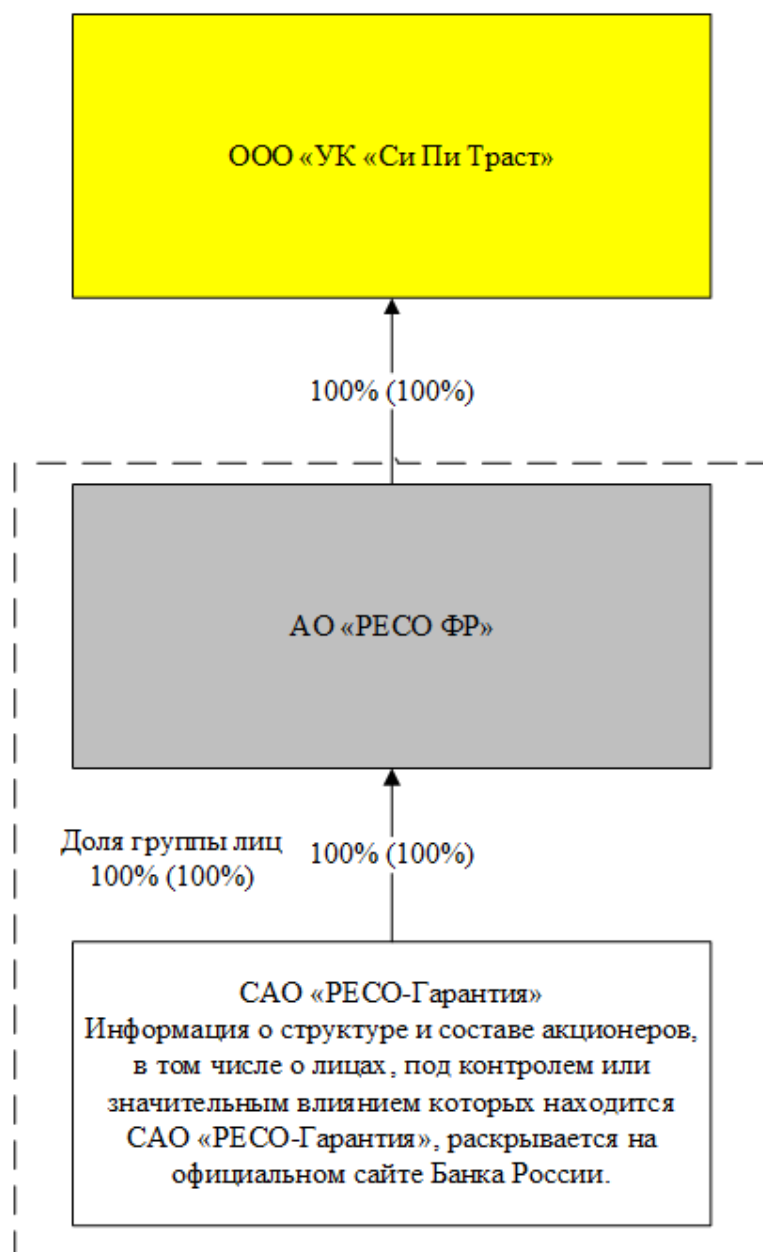 ООО «УК «Си Пи Траст»
100% (100%)
АО «РЕСО ФР»
Доля группы лиц
100% (100%)
100% (100%)
САО «РЕСО-Гарантия»
Информация о структуре и составе акционеров,
в том числе о лицах, под контролем или
значительным влиянием которых находится
САО «РЕСО-Гарантия», раскрывается на
официальном сайте Банка России.